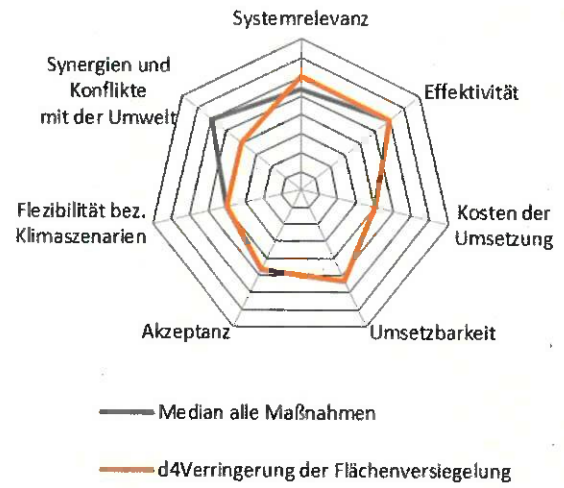 Systemrelevanz
Synergien und
Konflikte
mit der Umwelt
Effektivität
Flezibilität bez.
Klimaszenarien
Kosten der
Umsetzung
Akzeptanz
Umsetzbarkeit
Median alle Maßnahmen
d4Verringerung der Flächenversiegelung